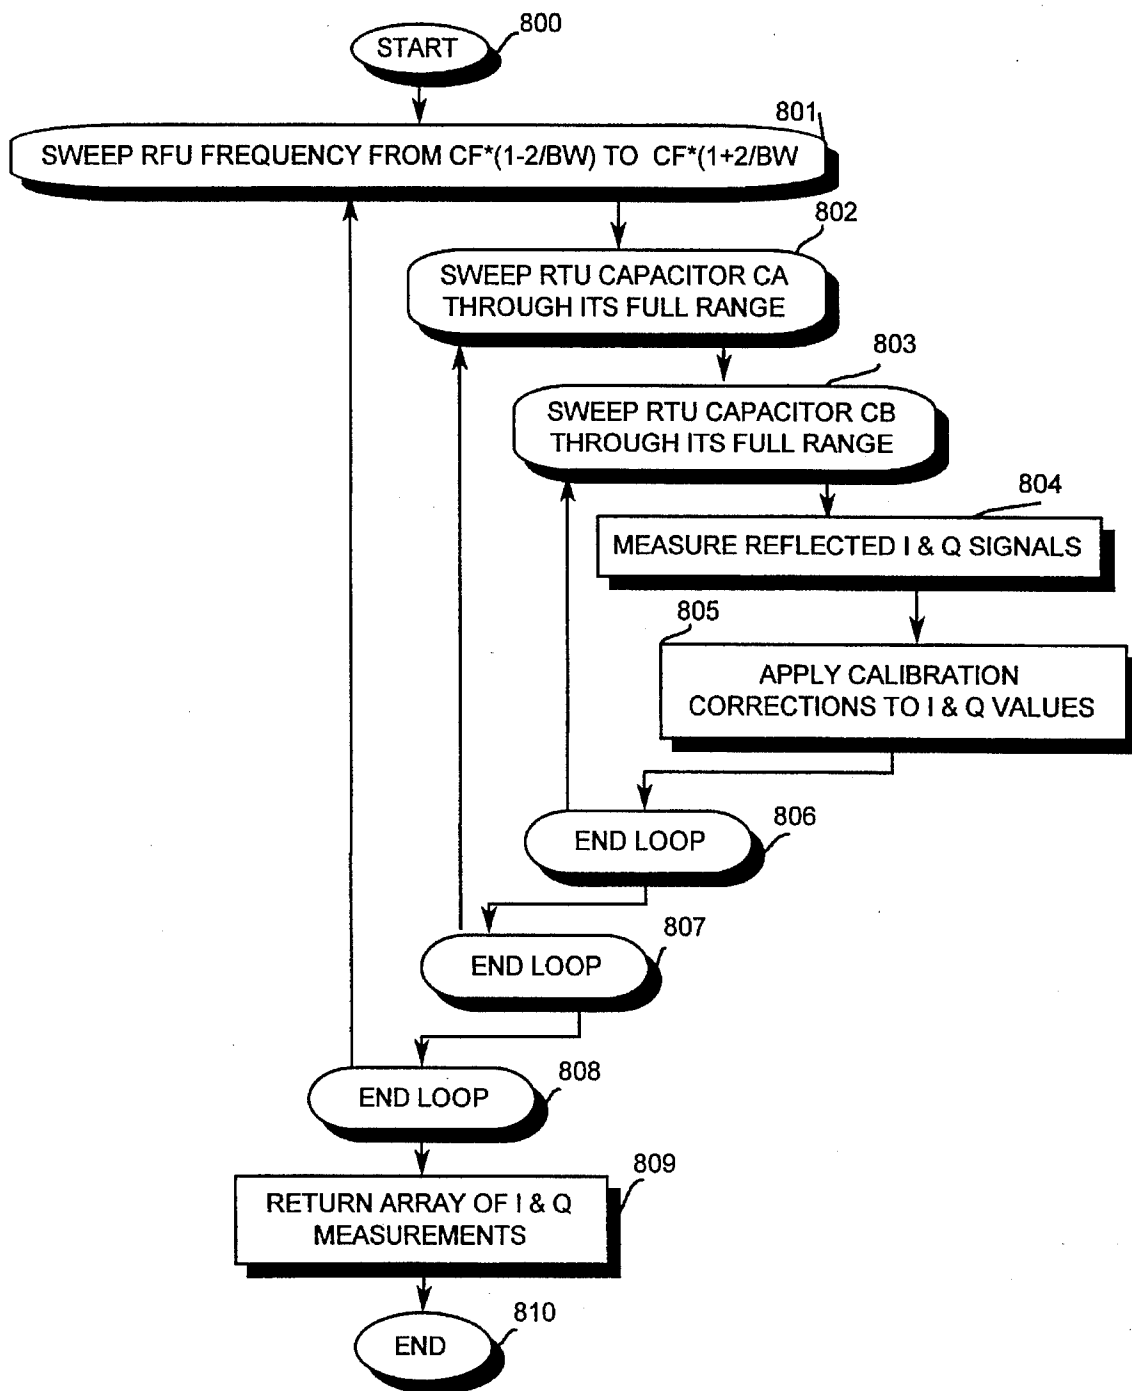 800
START
801
SWEEP RFU FREQUENCY FROM CF*(1-2/BW) TO CF*(1+2/BW
802
SWEEP RTU CAPACITOR CA
THROUGH ITS FULL RANGE
803
SWEEP RTU CAPACITOR CB
THROUGH ITS FULL RANGE
804
MEASURE REFLECTED I & Q SIGNALS
805
APPLY CALIBRATION
CORRECTIONS TO I & Q VALUES
806
END LOOP
807
END LOOP
808
END LOOP
809
RETURN ARRAY OF I & Q
MEASUREMENTS
810
END